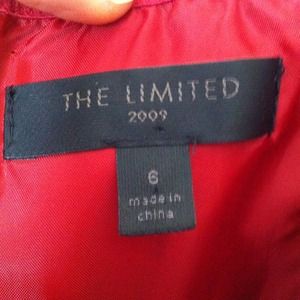 THE LIMITED
2009
6
made in
china